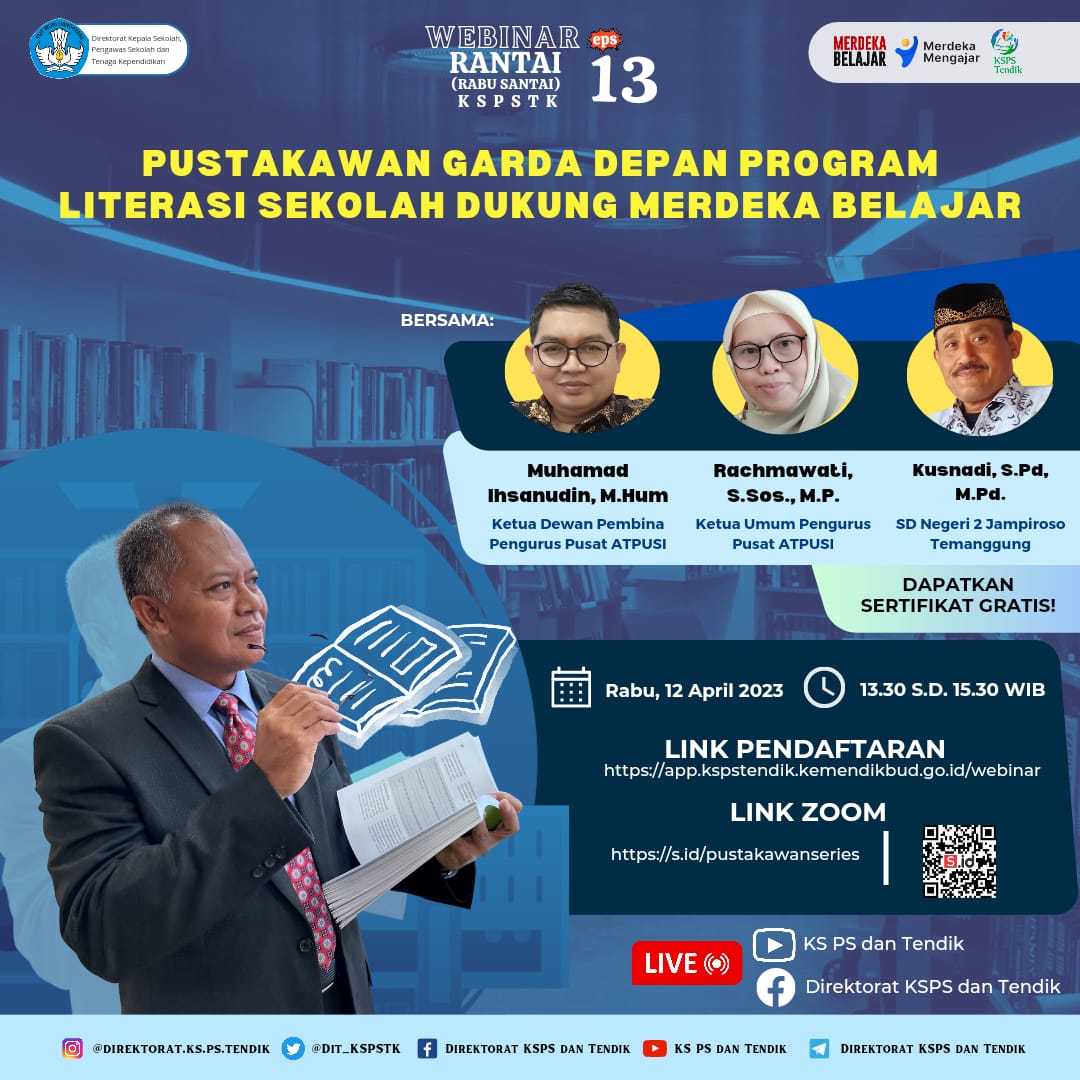 Direktorat Kepala Sekolah,
Pengawas Sekolah dan
Tenaga Kependidikan
WEBINAR eps
RANTAI 13
(RABU SANTAI)
KSPSTK
MERDEKA
BELAJAR
Merdeka
Mengajar
KSPS
Tendik
PUSTAKAWAN GARDA DEPAN PROGRAM
LITERASI SEKOLAH DUKUNG MERDEKA BELAJAR
BERSAMA:
Muhamad
Ihsanudin, M.Hum
Ketua Dewan Pembina
Pengurus Pusat ATPUSI
Rachmawati,
S.Sos., M.P.
Ketua Umum Pengurus
Pusat ATPUSI
Kusnadi, S.Pd,
M.Pd.
SD Negeri 2 Jampiroso
Temanggung
DAPATKAN
SERTIFIKAT GRATIS!
Rabu, 12 April 2023
13.30 S.D. 15.30 WIB
LINK PENDAFTARAN
https://app.kspstendik.kemendikbud.go.id/webinar
LINK ZOOM
https://s.id/pustakawanseries
S.id
LIVE
KS PS dan Tendik
Direktorat KSPS dan Tendik
@DIREKTORAT.KS.PS.TENDIK
@DIT_KSPSTK
DIREKTORAT KSPS DAN TENDIK
KS PS DAN TENDIK
DIREKTORAT KSPS DAN TENDIK